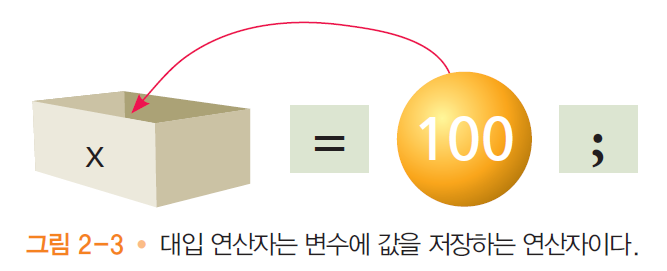 x = 100 ;
그림 2-3 • 대입 연산자는 변수에 값을 저장하는 연산자이다.